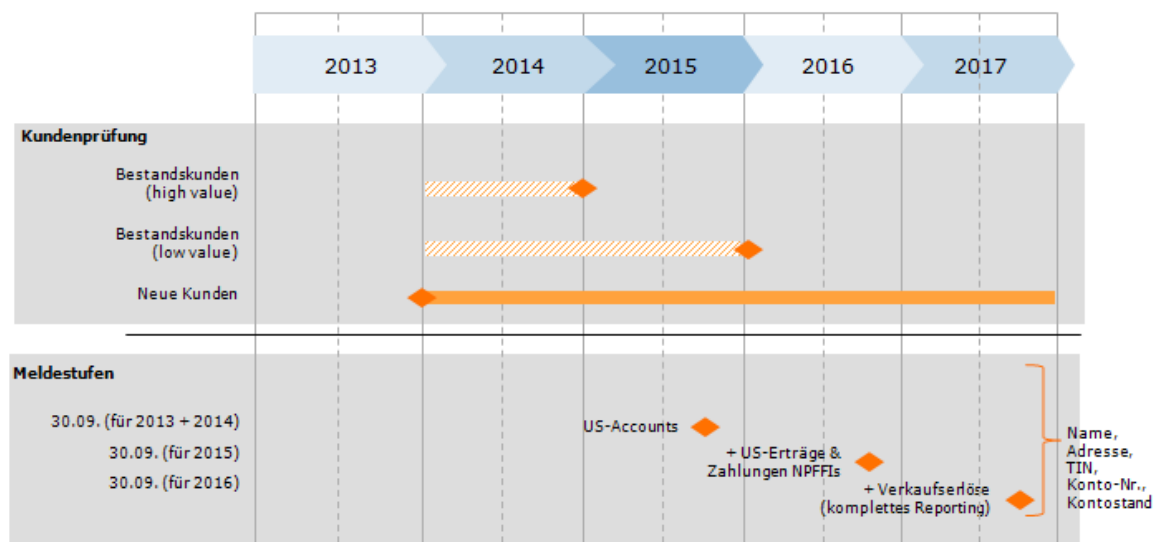 2013 2014 2015 2016 2017
Kundenprüfung
Bestandskunden
(high value)
Bestandskunden
(low value)
Neue Kunden
Meldestufen
30.09. (für 2013 + 2014)
US-Accounts
30.09. (für 2015)
+ US-Erträge &
Zahlungen NPFFIs
30.09. (für 2016)
+ Verkaufserlöse
(komplettes Reporting)
Name,
Adresse,
TIN,
Konto-Nr.,
Kontostand